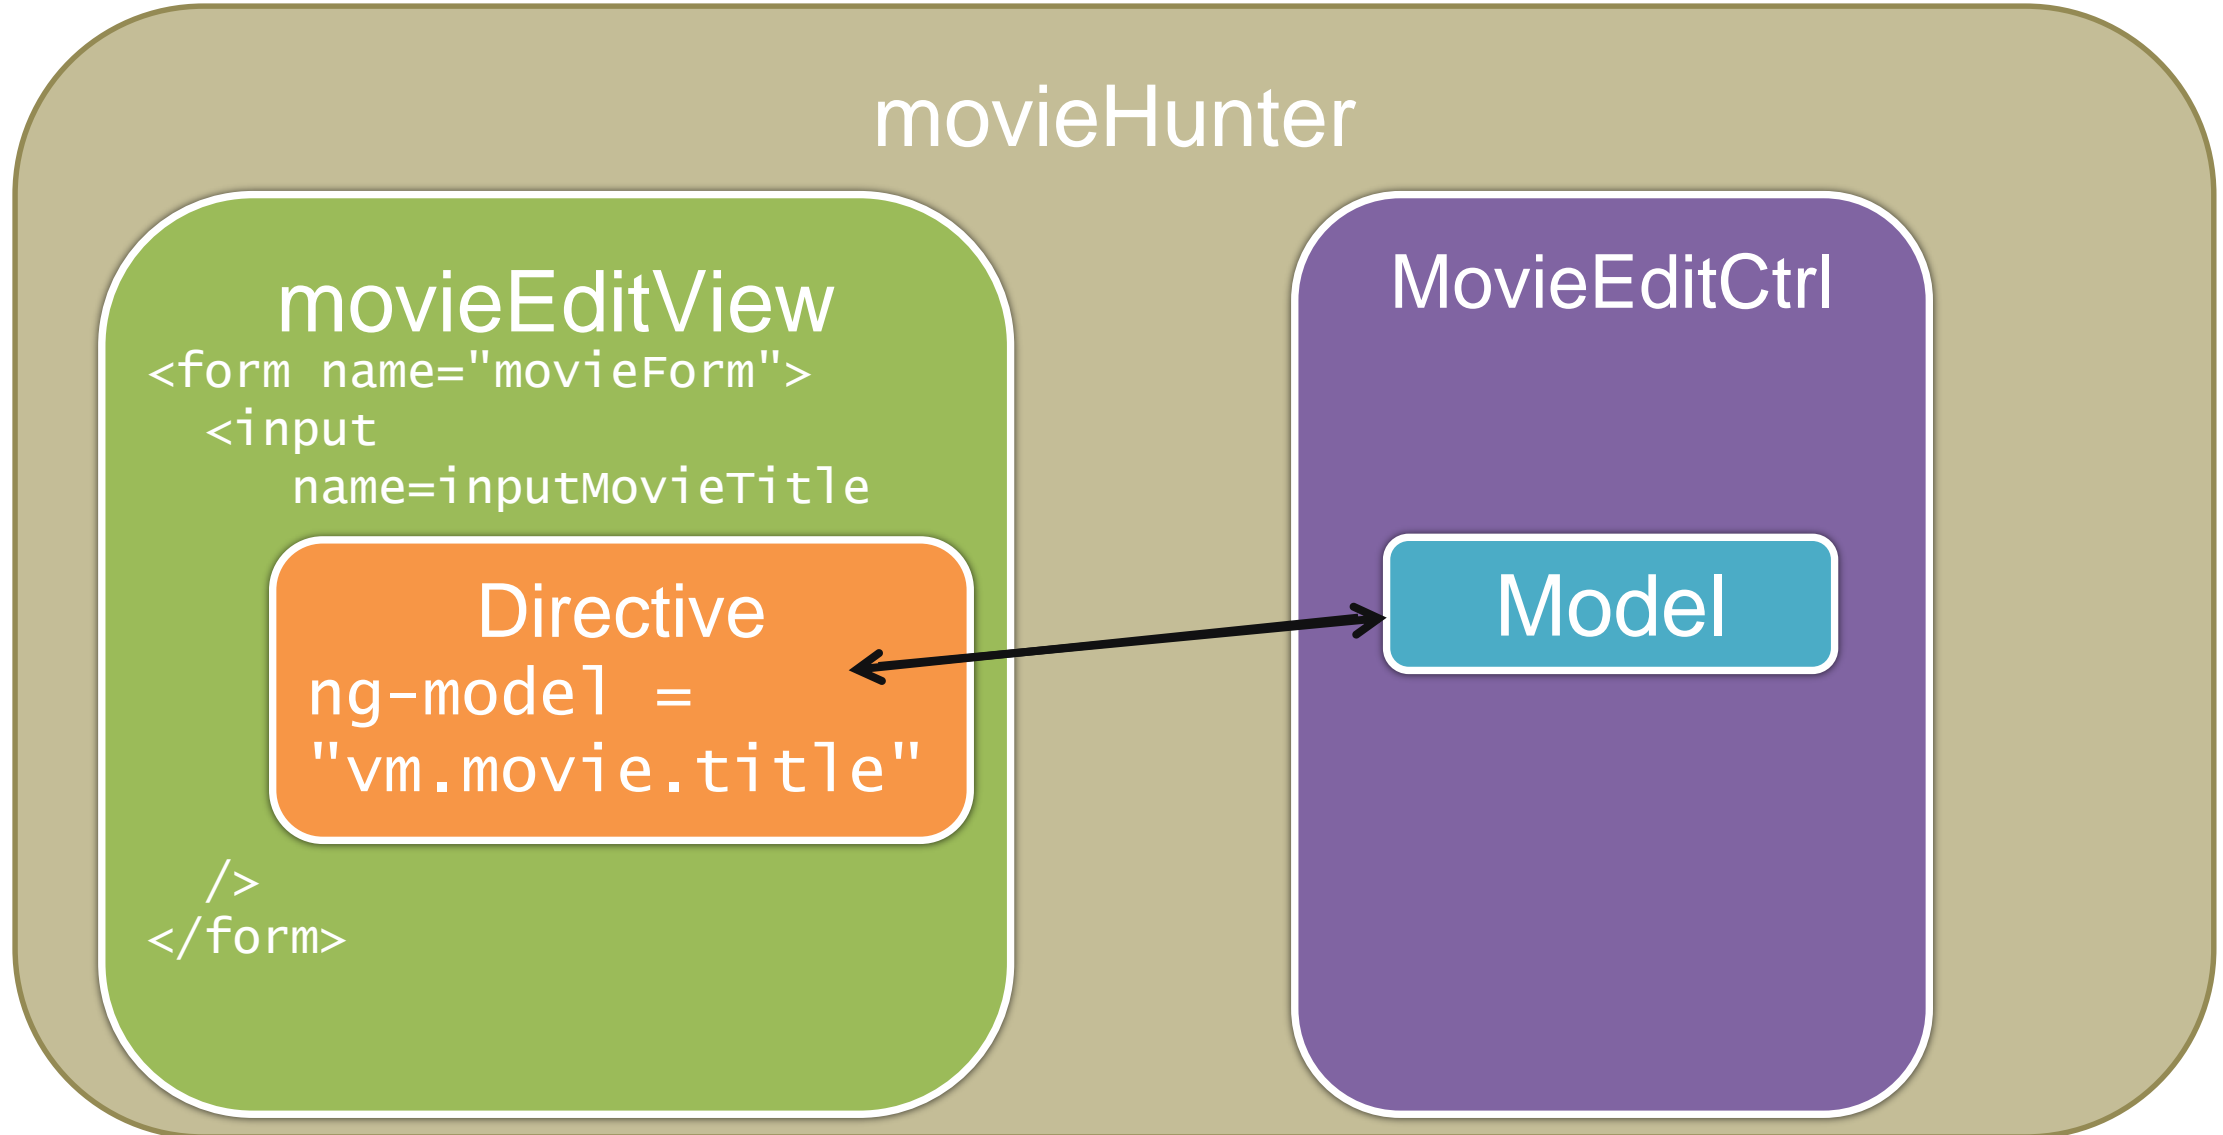 movieHunter
movieEditView
<form name="movieForm">
<input
name=inputMovieTitle
Directive
ng-model =
"vm.movie.title"
/>
</form>
MovieEditCtrl
Model